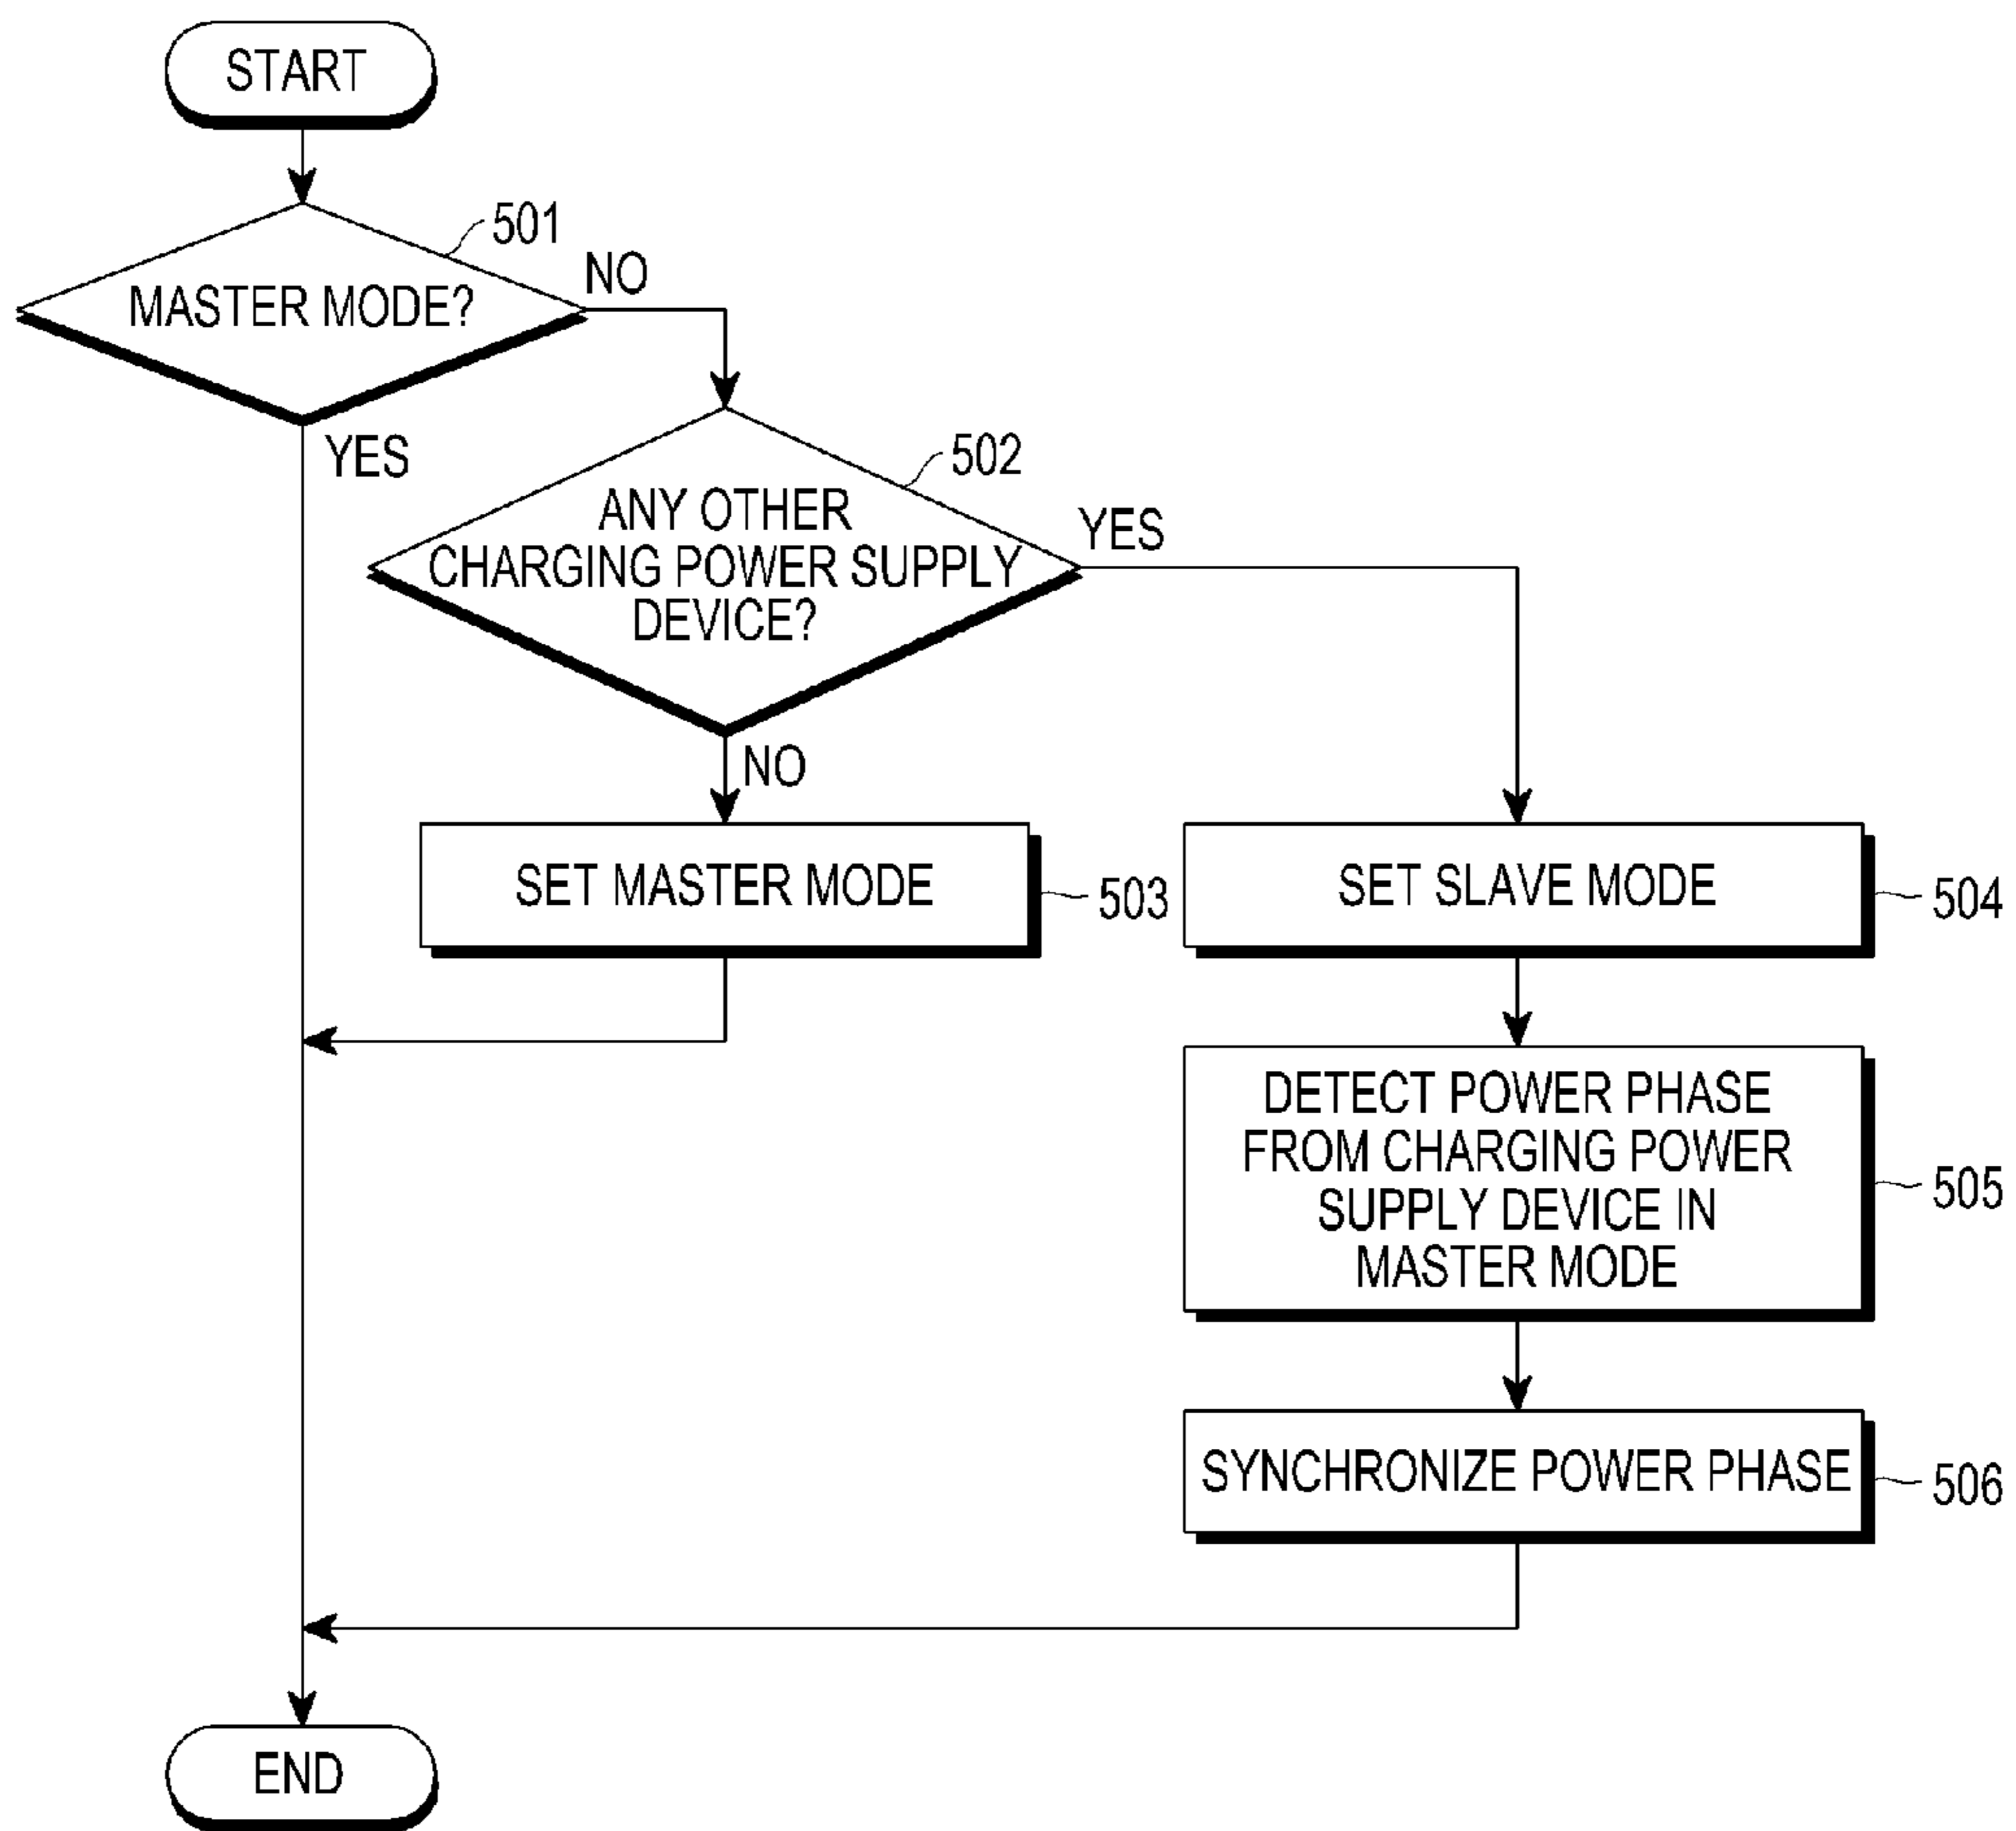 START
501
MASTER MODE?
NO
YES
502
ANY OTHER
CHARGING POWER SUPPLY
DEVICE?
YES
NO
SET MASTER MODE
503
SET SLAVE MODE
504
DETECT POWER PHASE
FROM CHARGING POWER
SUPPLY DEVICE IN
MASTER MODE
505
SYNCHRONIZE POWER PHASE
506
END